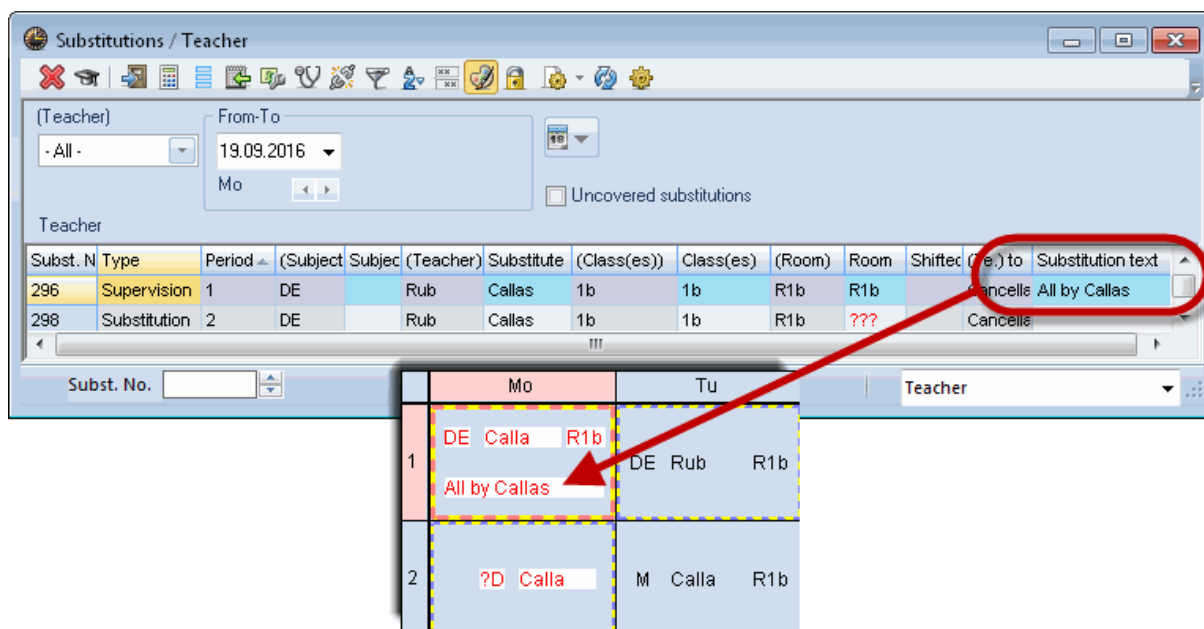 Substitutions / Teacher
(Teacher) From-To
- All - 19.09.2016
18
Mo
Uncovered substitutions
Teacher
Subst. N Type Period (Subject Subjec (Teacher) Substitute (Class(es)) Class(es) (Room) Room Shifted (Te.) to Substitution text
296 Supervision 1 DE Rub Callas 1b 1b R1b R1b Cancella All by Callas
298 Substitution 2 DE Rub Callas 1b 1b R1b ??? Cancella
Subst. No. Teacher
Mo Tu
1 DE Calla R1b DE Rub R1b
All by Callas
2 ?D Calla M Calla R1b